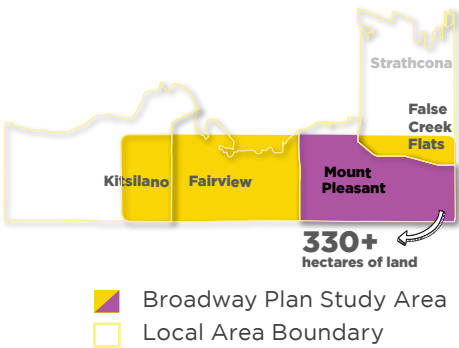 Strathcona
False
Creek
Flats
Kitsilano
Fairview
Mount
Pleasant
330+
hectares of land
Broadway Plan Study Area
Local Area Boundary